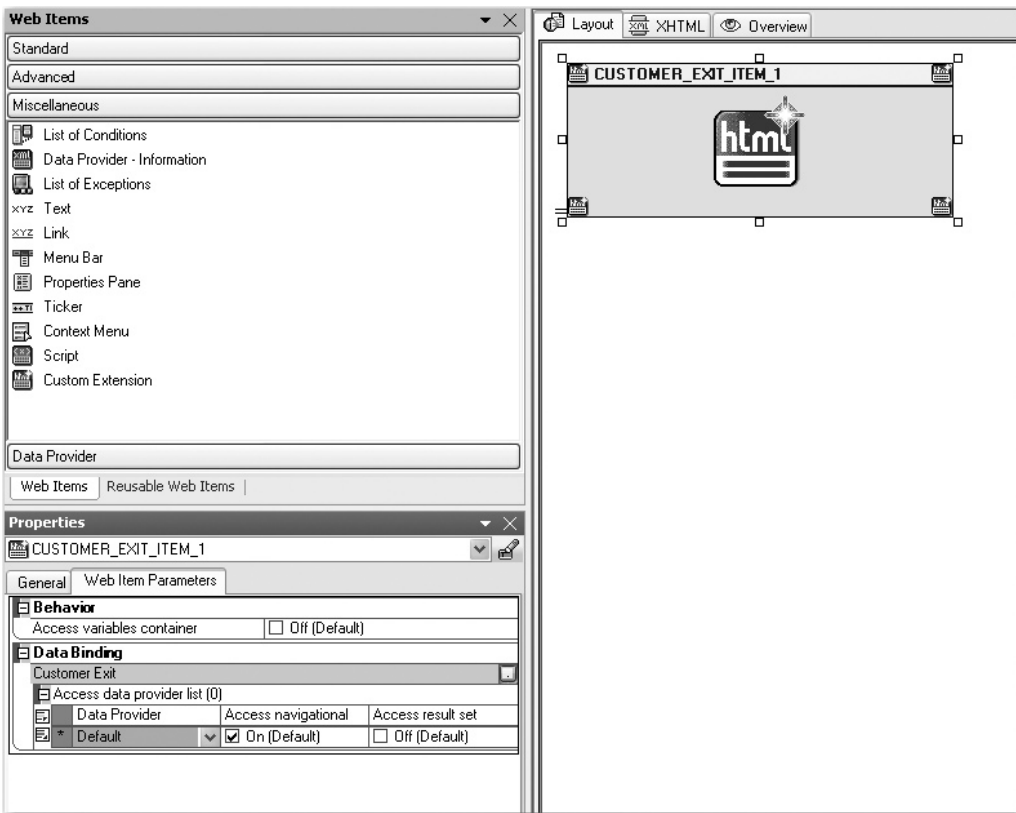 Web Items
Standard
Advanced
Miscellaneous
List of Conditions
Data Provider - Information
List of Exceptions
XYZ Text
XYZ Link
Menu Bar
Properties Pane
Ticker
Context Menu
Script
Custom Extension
Data Provider
Web Items Reusable Web Items
Properties
CUSTOMER_EXIT_ITEM_1
General Web Item Parameters
Behavior
Access variables container Off (Default)
Data Binding
Customer Exit
Access data provider list (0)
Data Provider Access navigational Access result set
* Default On (Default) Off (Default)
Layout XHTML Overview
CUSTOMER_EXIT_ITEM_1
html